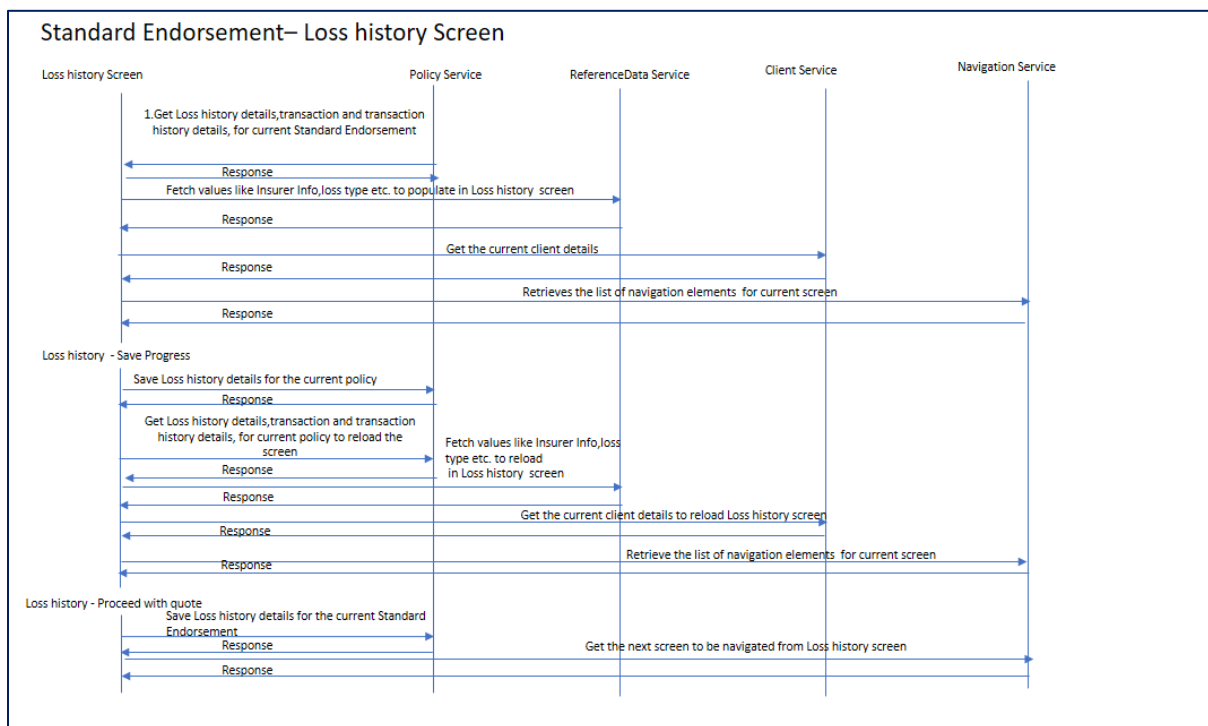 Standard Endorsement– Loss history Screen
Loss history Screen
Policy Service
ReferenceData Service
Client Service
Navigation Service
1.Get Loss history details,transaction and transaction
history details, for current Standard Endorsement
Response
Fetch values like Insurer Info,loss type etc. to populate in Loss history screen
Response
Get the current client details
Response
Retrieves the list of navigation elements for current screen
Response
Loss history - Save Progress
Save Loss history details for the current policy
Response
Get Loss history details,transaction and transaction
history details, for current policy to reload the
screen
Fetch values like Insurer Info,loss
type etc. to reload
in Loss history screen
Response
Response
Get the current client details to reload Loss history screen
Response
Retrieve the list of navigation elements for current screen
Response
Loss history - Proceed with quote
Save Loss history details for the current Standard
Endorsement
Response
Get the next screen to be navigated from Loss history screen
Response